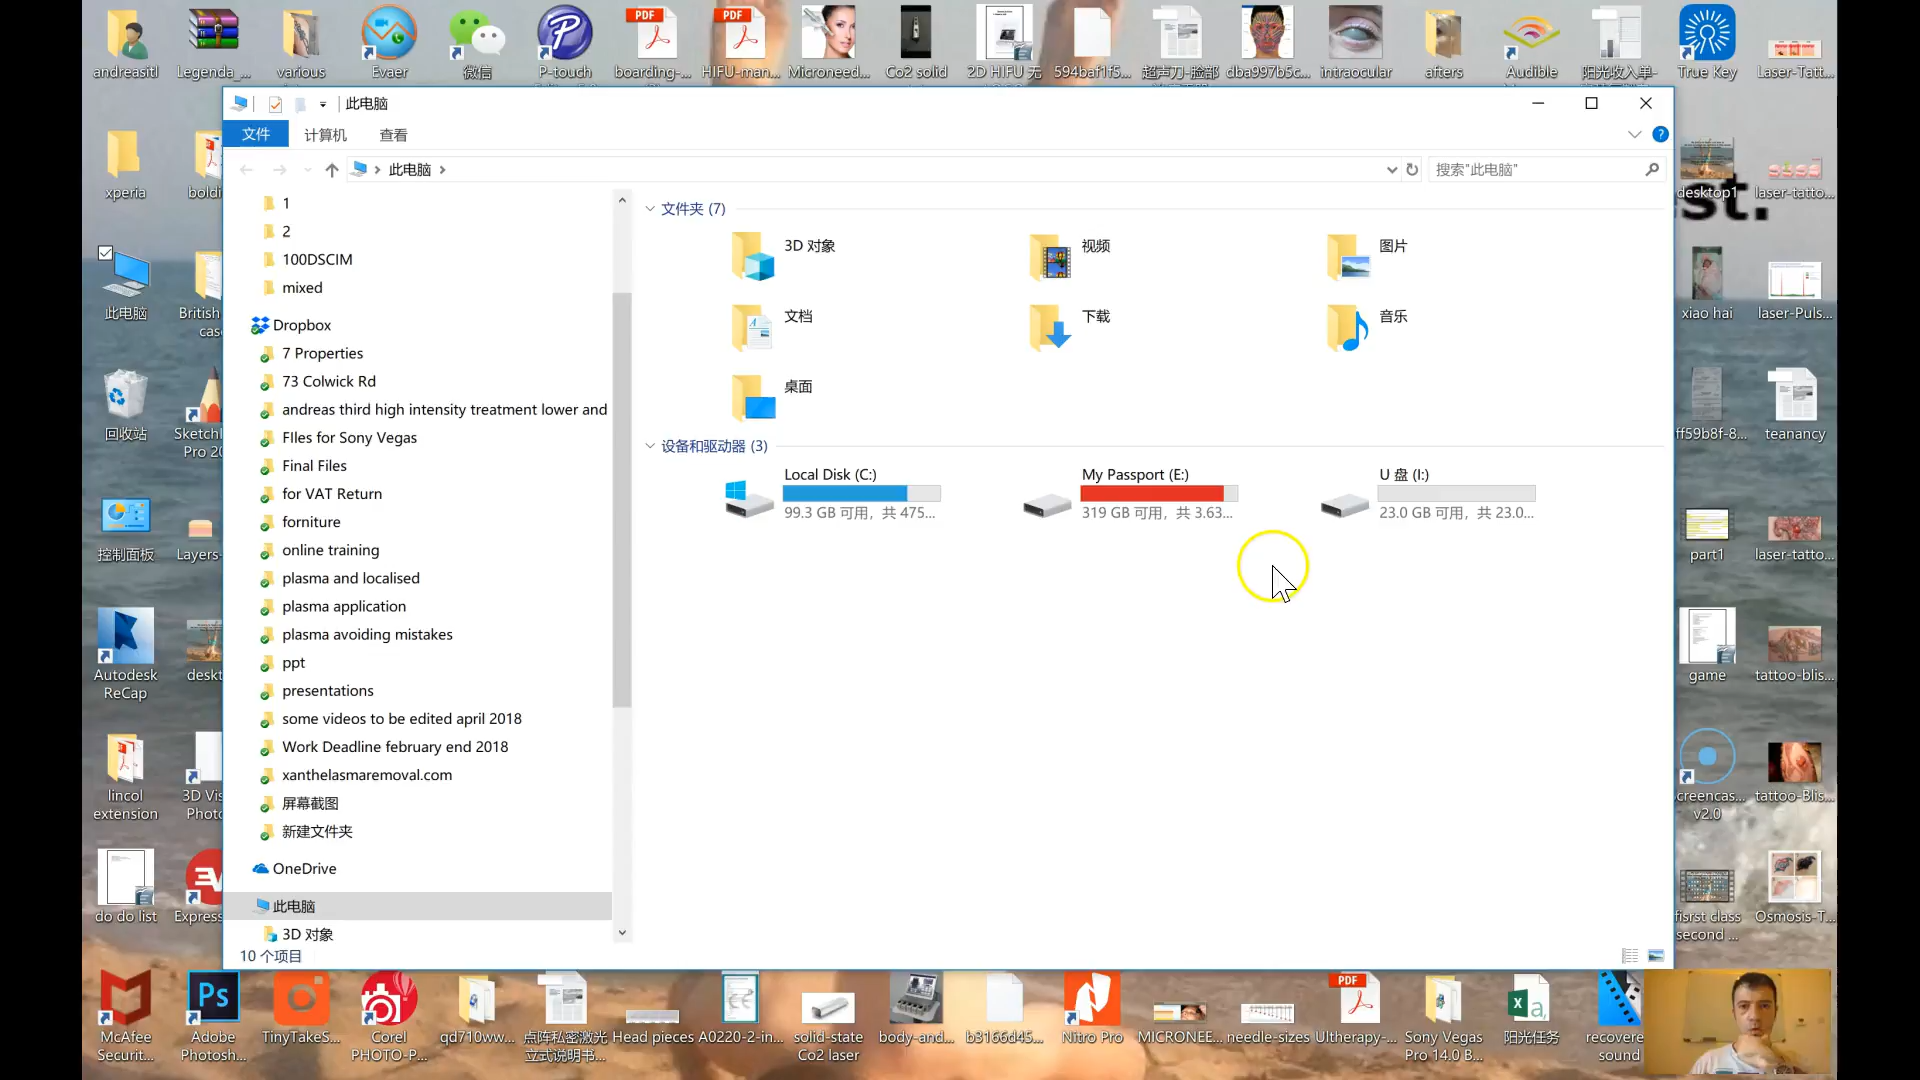 andreasitl
Legenda_...
various
Evaer
微信
P-touch
boarding-...
HIFU-man...
Microneed...
Co2 solid
2D HIFU 无
594baf1f5...
超声刀-脸部
dba997b5c...
intraocular
afters
Audible
阳光收入单-
True Key
Laser-Tatt...
此电脑
文件
计算机
查看
此电脑
搜索"此电脑"
xperia
boldi
desktop1
laser-tatto...
st.
1
2
100DSCIM
mixed
Dropbox
7 Properties
73 Colwick Rd
andreas third high intensity treatment lower and
FIles for Sony Vegas
Final Files
for VAT Return
forniture
online training
plasma and localised
plasma application
plasma avoiding mistakes
ppt
presentations
some videos to be edited april 2018
Work Deadline february end 2018
xanthelasmaremoval.com
屏幕截图
新建文件夹
OneDrive
此电脑
3D 对象
10 个项目
文件夹 (7)
3D 对象
视频
图片
文档
下载
音乐
桌面
设备和驱动器 (3)
Local Disk (C:)
99.3 GB 可用，共 475...
My Passport (E:)
319 GB 可用，共 3.63...
U 盘 (I:)
23.0 GB 可用，共 23.0...
此电脑
British
cas
xiao hai
laser-Puls...
回收站
Sketchl
Pro 20
ff59b8f-8...
teanancy
控制面板
Layers-
part1
laser-tatto...
Autodesk
ReCap
deskt
game
tattoo-blis...
lincol
extension
3D Vis
Photo
creencas...
v2.0
tattoo-Blis...
do do list
Express
fisrst class
second ...
Osmosis-T...
McAfee
Securit...
Ps
Adobe
Photosh...
TinyTakeS...
Corel
PHOTO-P...
qd710ww...
点阵私密激光
立式说明书...
Head pieces
A0220-2-in...
solid-state
Co2 laser
body-and...
b3166d45...
Nitro Pro
MICRONEE...
needle-sizes
PDF
Ultherapy-...
Sony Vegas
Pro 14.0 B...
阳光任务
recovere
sound